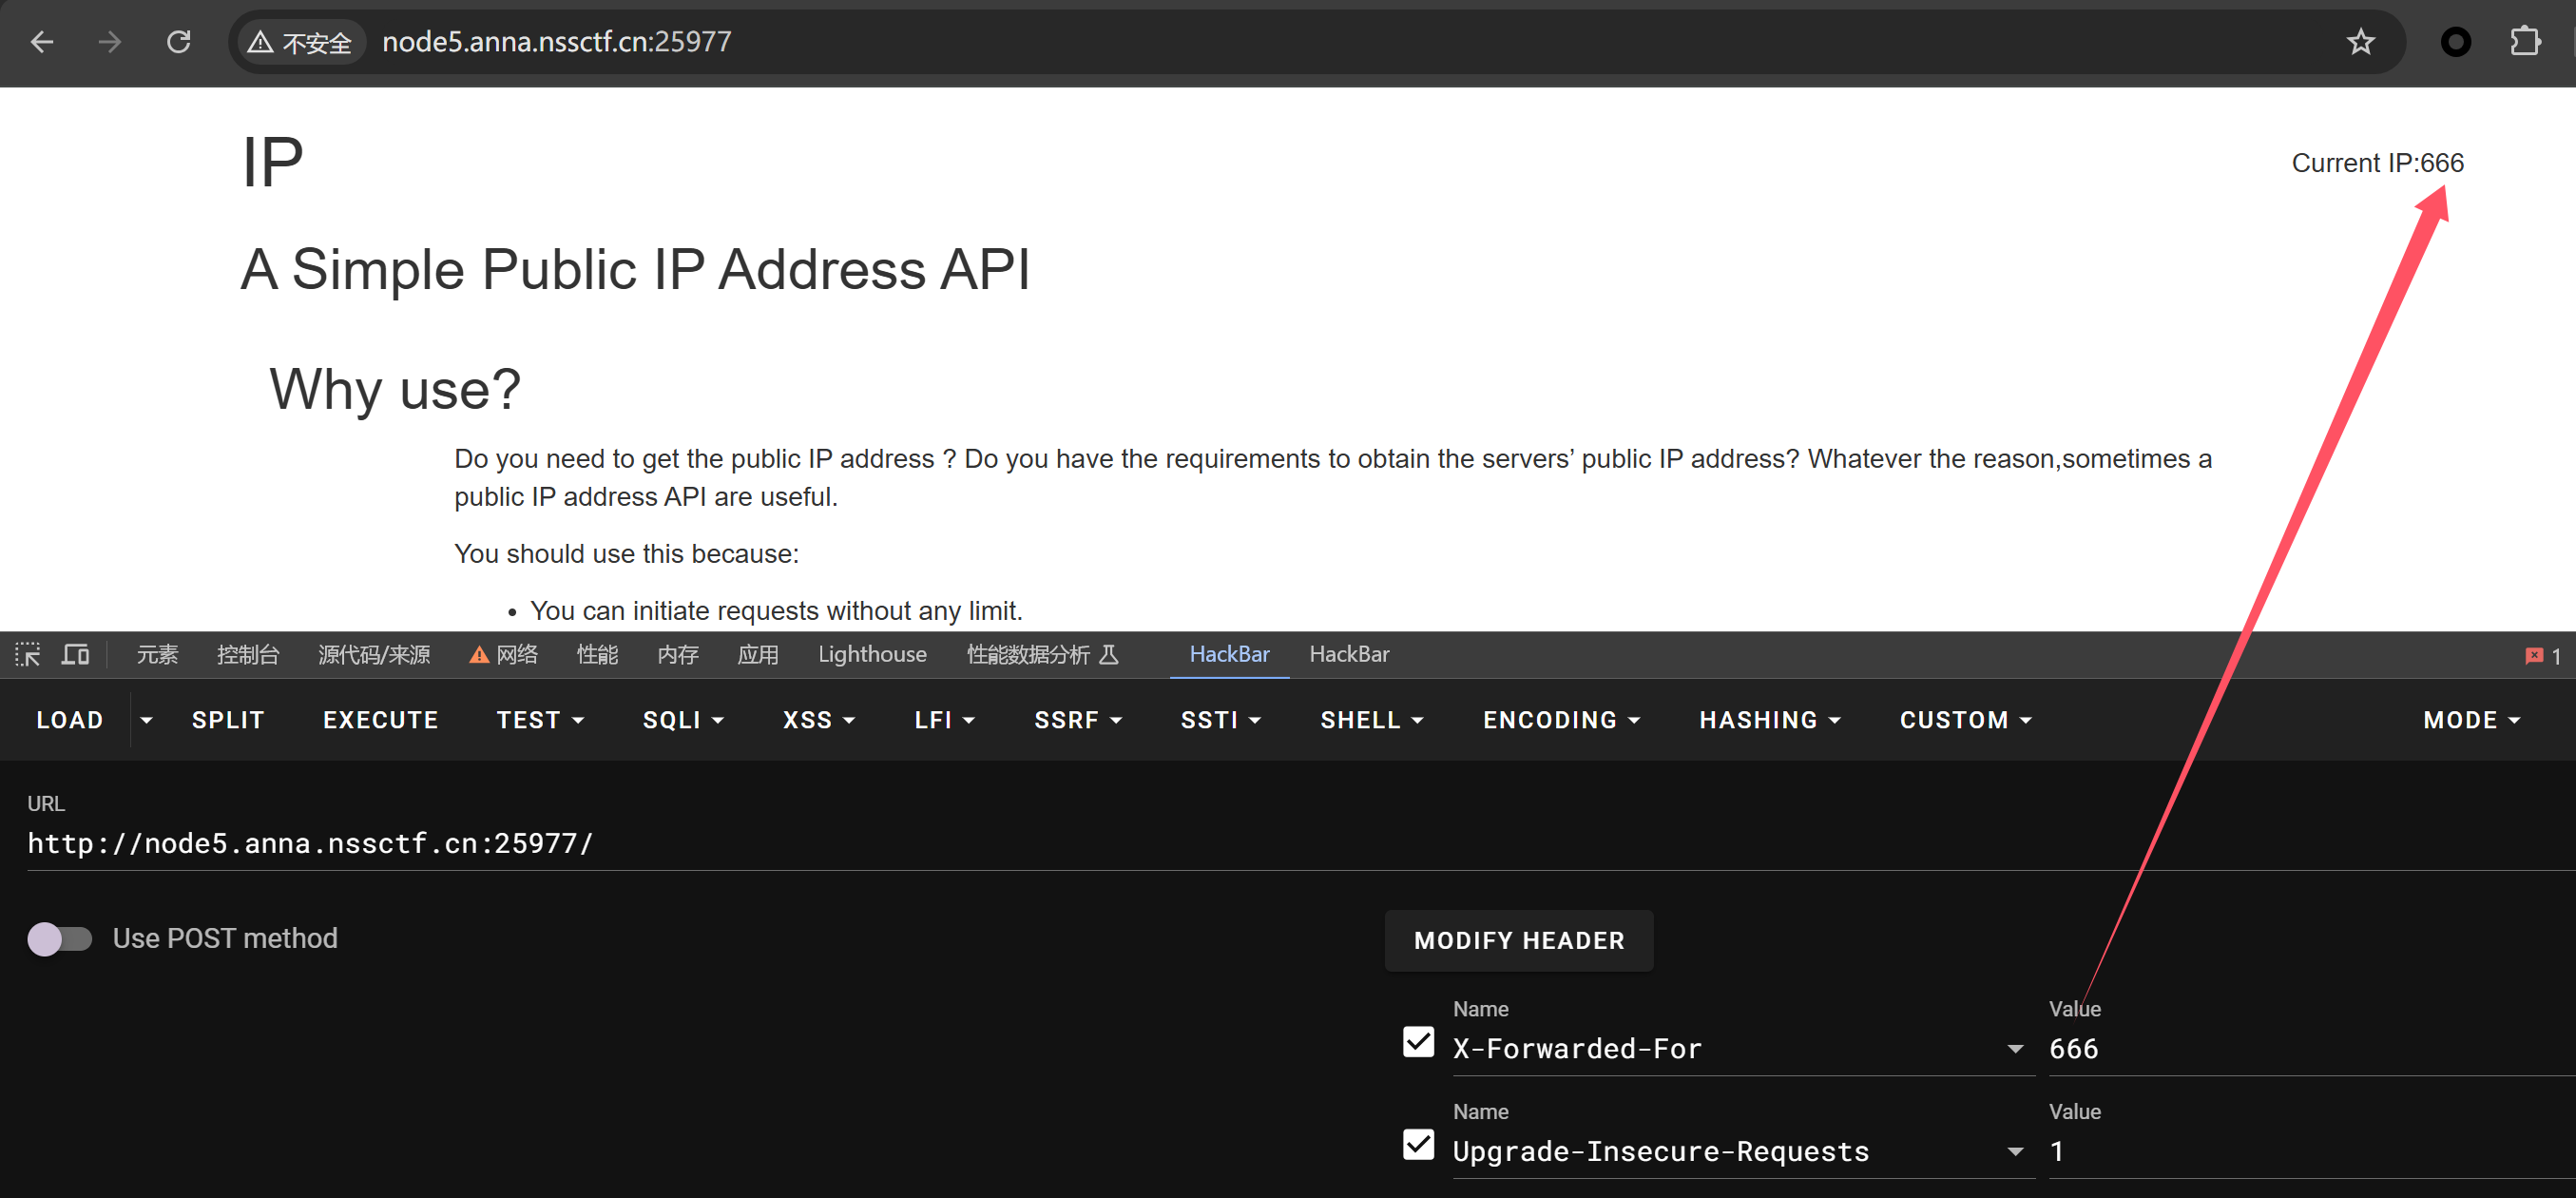 不安全 node5.anna.nssctf.cn:25977
IP
Current IP:666
A Simple Public IP Address API
Why use?
Do you need to get the public IP address ? Do you have the requirements to obtain the servers’ public IP address? Whatever the reason,sometimes a
public IP address API are useful.
You should use this because:
• You can initiate requests without any limit.
元素 控制台 源代码/来源 网络 性能 内存 应用 Lighthouse 性能数据分析 HackBar HackBar 1
LOAD SPLIT EXECUTE TEST SQLI XSS LFI SSRF SSTI SHELL ENCODING HASHING CUSTOM MODE
URL
http://node5.anna.nssctf.cn:25977/
Use POST method
MODIFY HEADER
Name Value
X-Forwarded-For 666
Name Value
Upgrade-Insecure-Requests 1